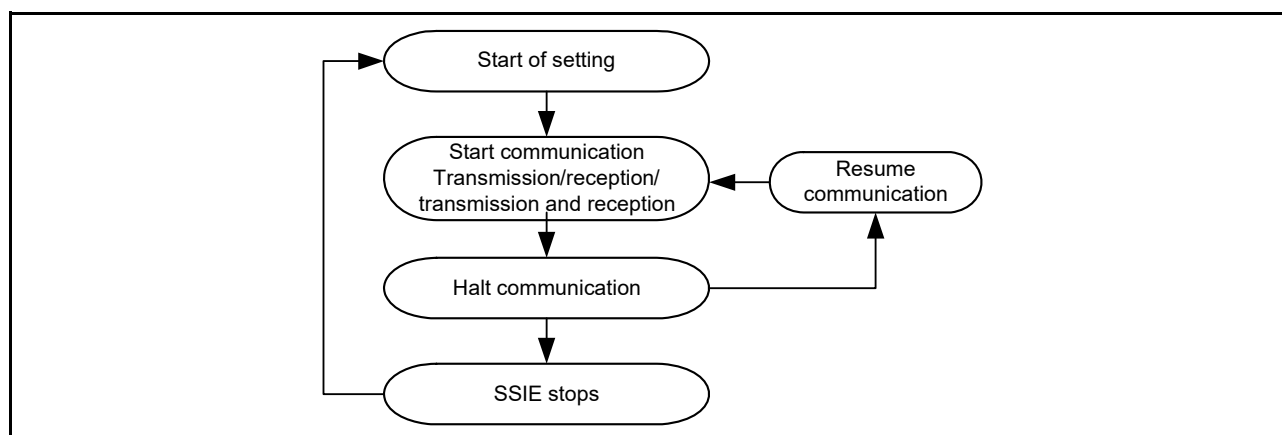 Start of setting
Start communication
Transmission/reception/
transmission and reception
Resume
communication
Halt communication
SSIE stops